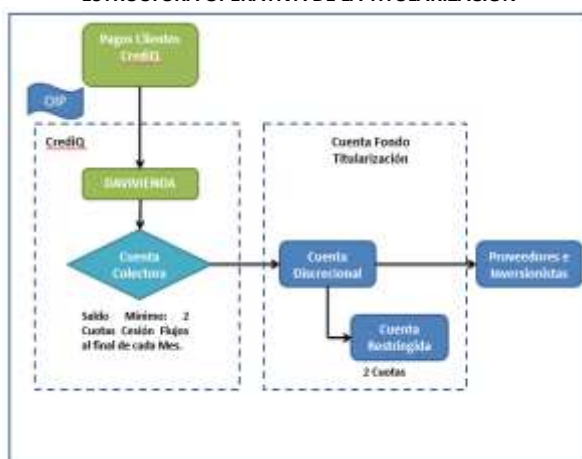 ESTRUCTURA OPERATIVA DE LA TITULARIZACIÓN
Pagos Clientes
CrediQ
OIP
CrediQ
DAVIVIENDA
Cuenta
Colectora
Saldo Mínimo: 2
Cuotas Cesión Flujos
al final de cada Mes.
Cuenta Fondo
Titularización
Cuenta
Discrecional
Proveedores e
Inversionistas
Cuenta
Restringida
2 Cuotas